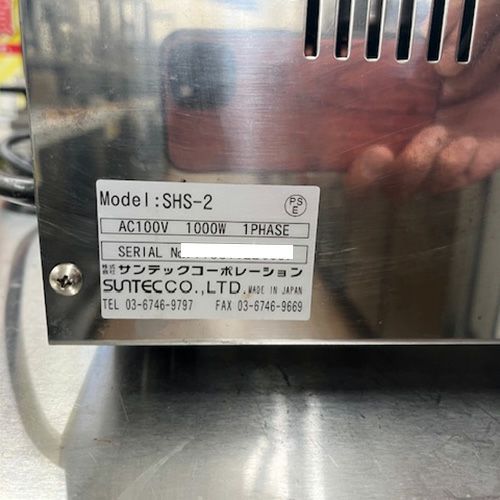 Model:SHS-2
PS
E
AC100V 1000W 1PHASE
SERIAL No
株式会社 サンテックコーポレーション
SUNTECCO.,LTD. MADE IN JAPAN
TEL 03-6746-9797 FAX 03-6746-9669